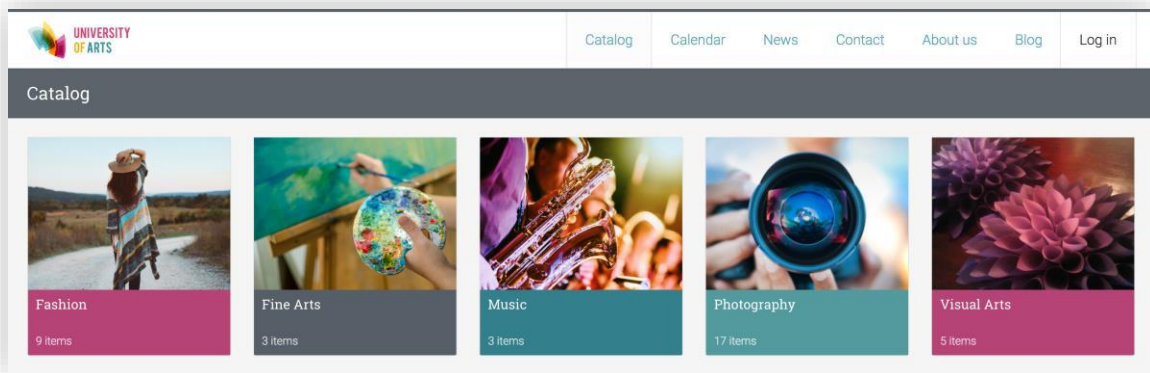 UNIVERSITY
OF ARTS
Catalog Calendar News Contact About us Blog Log in
Catalog
Fashion
9 items
Fine Arts
3 items
Music
3 items
Photography
17 items
Visual Arts
5 items